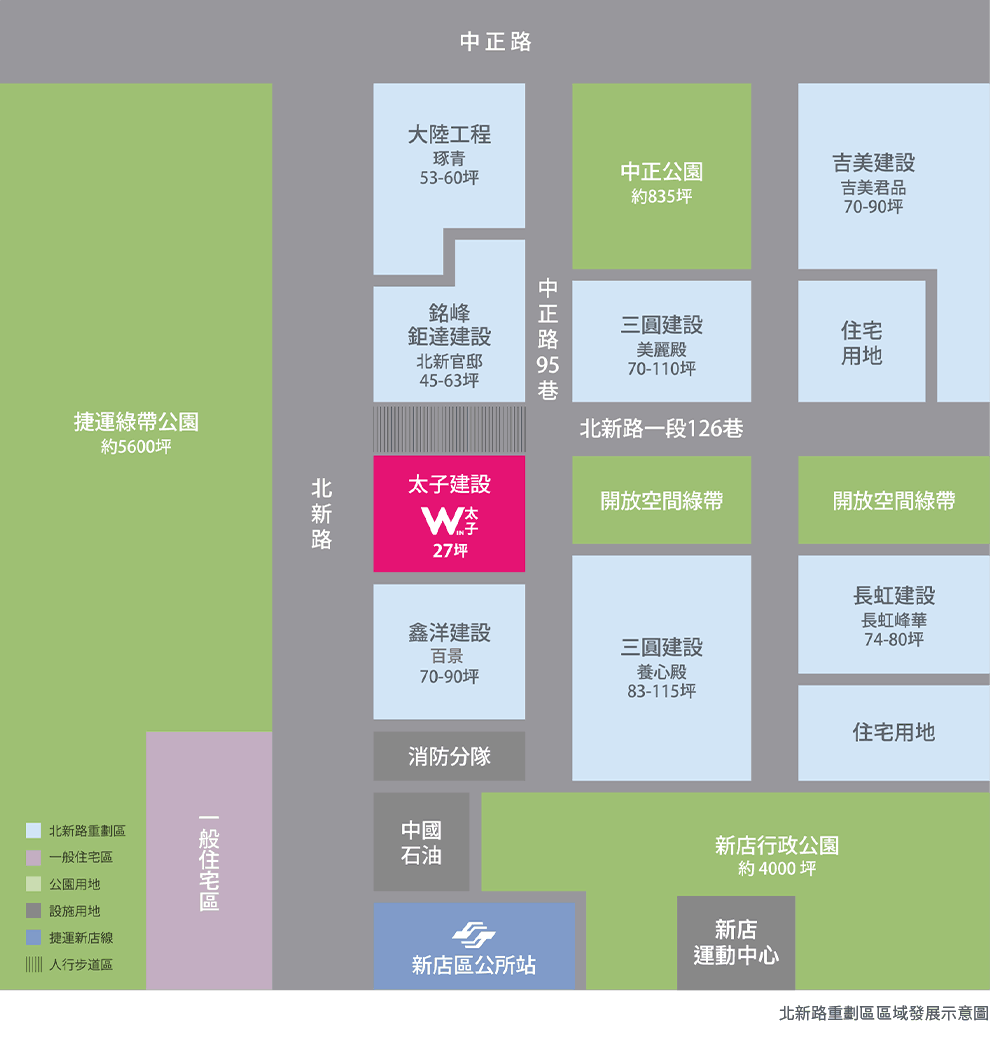 中正路
大陸工程
琢青
53-60坪
中正公園
約835坪
吉美建設
吉美君品
70-90坪
銘峰
鉅達建設
北新官邸
45-63坪
中正路95巷
三圓建設
美麗殿
70-110坪
住宅
用地
捷運綠帶公園
約5600坪
北新路一段126巷
北新路
太子建設
W太子
IN
27坪
開放空間綠帶
開放空間綠帶
鑫洋建設
百景
70-90坪
三圓建設
養心殿
83-115坪
長虹建設
長虹峰華
74-80坪
住宅用地
消防分隊
中國
石油
新店行政公園
約 4000 坪
一般住宅區
北新路重劃區
一般住宅區
公園用地
設施用地
捷運新店線
人行步道區
新店區公所站
新店
運動中心
北新路重劃區區域發展示意圖